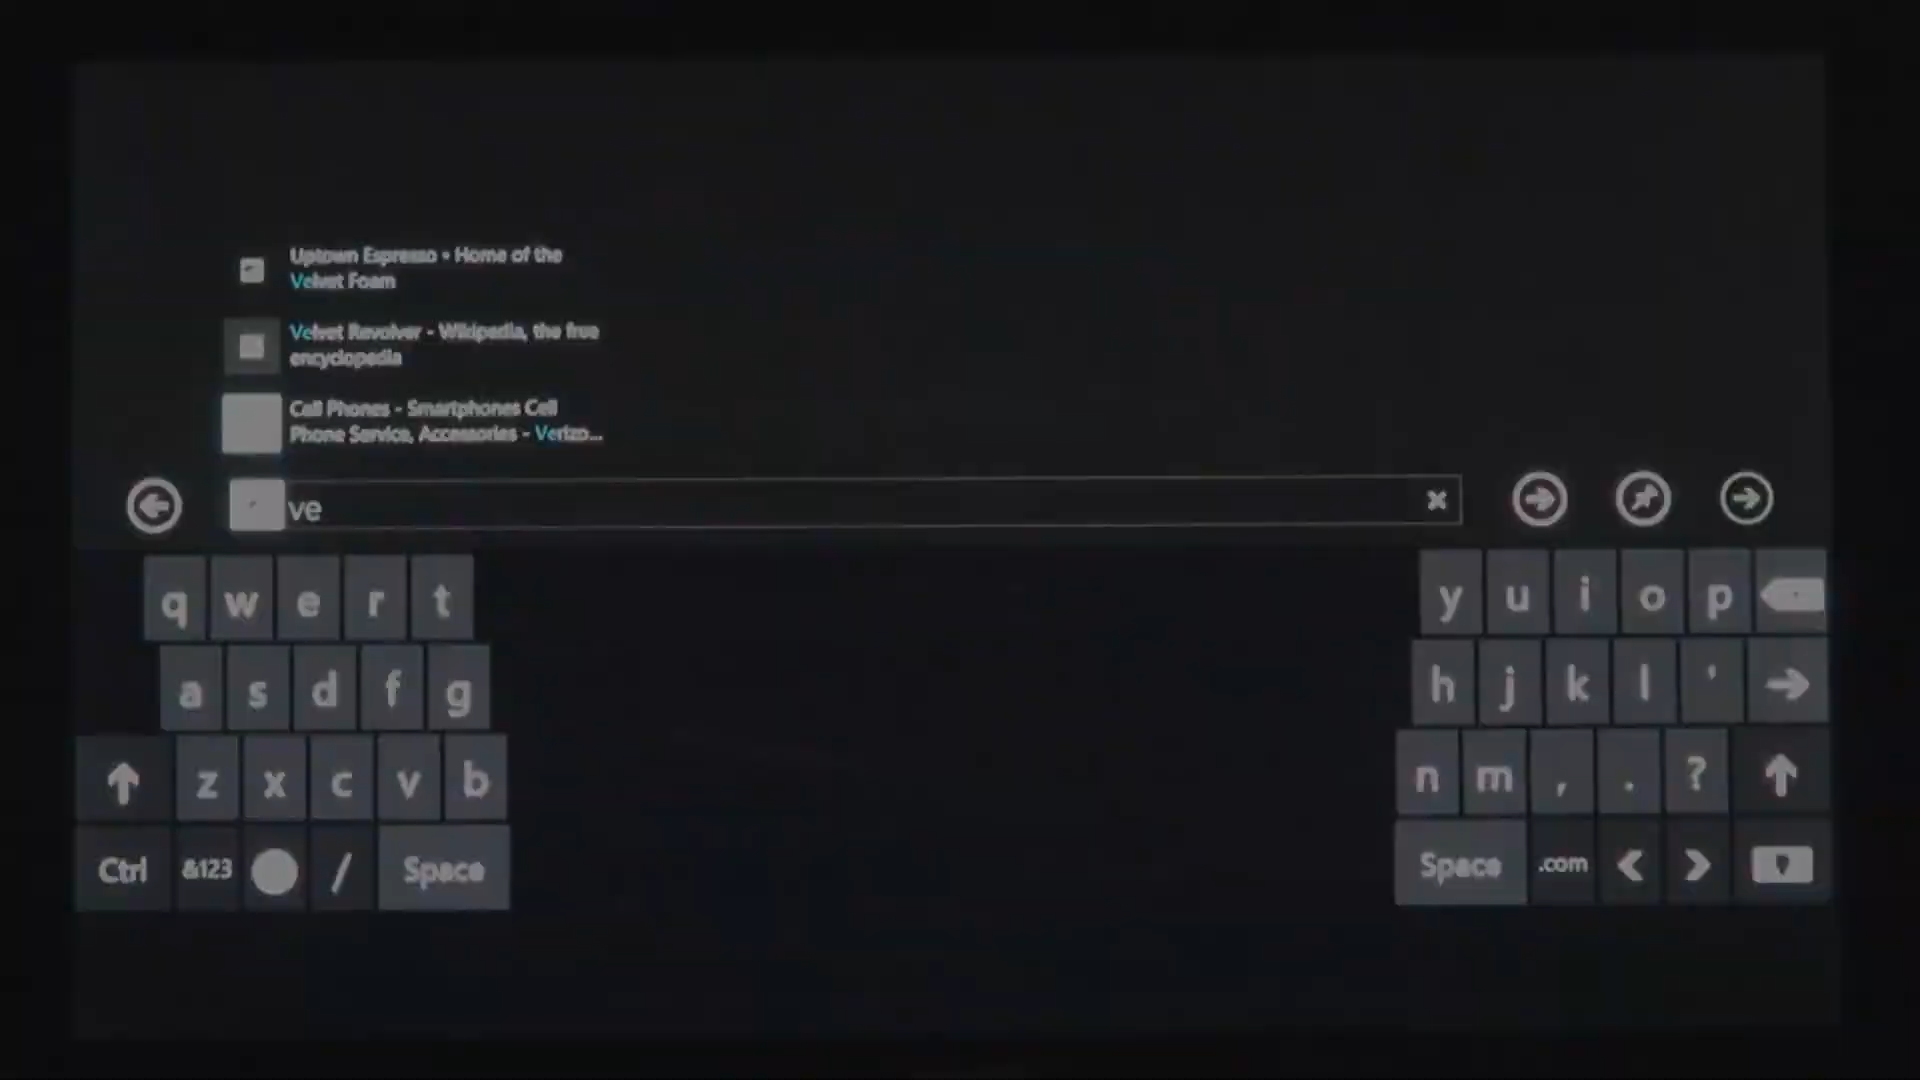 Uptown Espresso • Home of the
Velvet Foam
Velvet Revolver - Wikipedia, the free
encyclopedia
Cell Phones - Smartphones Cell
Phone Service, Accessories - Verizo...
ve
q w e r t y u i o p
a s d f g h j k l '
z x c v b n m , . ?
Ctrl &123 / Space Space .com < >